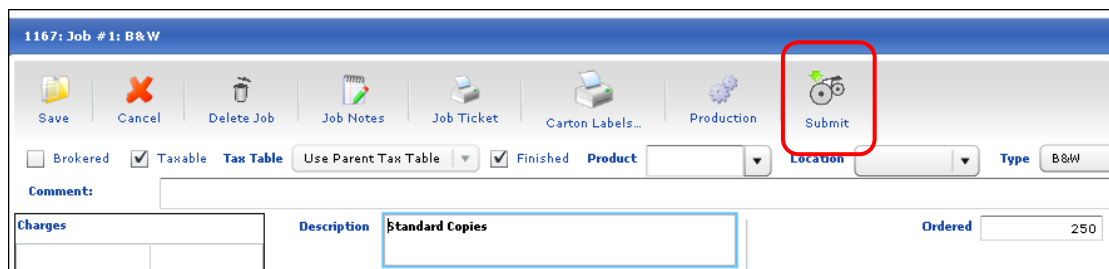 1167: Job #1: B&W
Save Cancel Delete Job Job Notes Job Ticket Carton Labels... Production Submit
Brokered Taxable Tax Table Use Parent Tax Table Finished Product Location Type B&W
Comment:
Charges Description Standard Copies Ordered 250